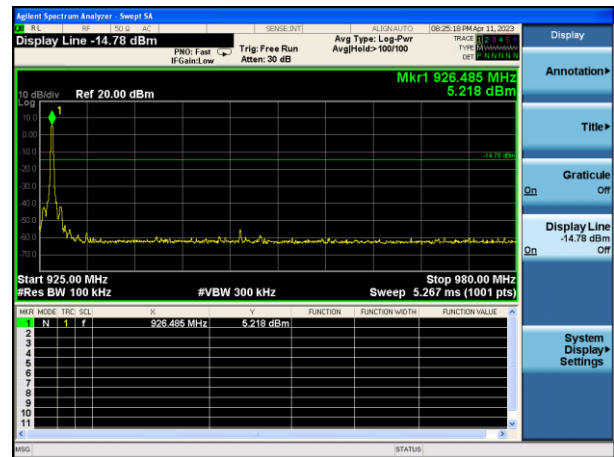 Agilent Spectrum Analyzer - Swept SA
RL RF 50 Ω AC SENSE:INT ALIGNAUTO 08:25:18 PM Apr 11, 2023
Display Line -14.78 dBm
PNO: Fast
IFGain:Low
Trig: Free Run
Atten: 30 dB
Avg Type: Log-Pwr
Avg|Hold:> 100/100
TRACE 1 2 3 4 5 6
TYPE
DET P N N N N N
Display
Mkr1 926.485 MHz
5.218 dBm
10 dB/div Ref 20.00 dBm
Log
1
10.0
0.00
-10.0
-14.78 dBm
-20.0
-30.0
-40.0
-50.0
-60.0
-70.0
Start 925.00 MHz Stop 980.00 MHz
#Res BW 100 kHz #VBW 300 kHz Sweep 5.267 ms (1001 pts)
MKR MODE TRC SCL X Y FUNCTION FUNCTION WIDTH FUNCTION VALUE
1 N 1 f 926.485 MHz 5.218 dBm
2
3
4
5
6
7
8
9
10
11
MSG STATUS
Annotation
Title
Graticule
On Off
Display Line
-14.78 dBm
On Off
System
Display
Settings